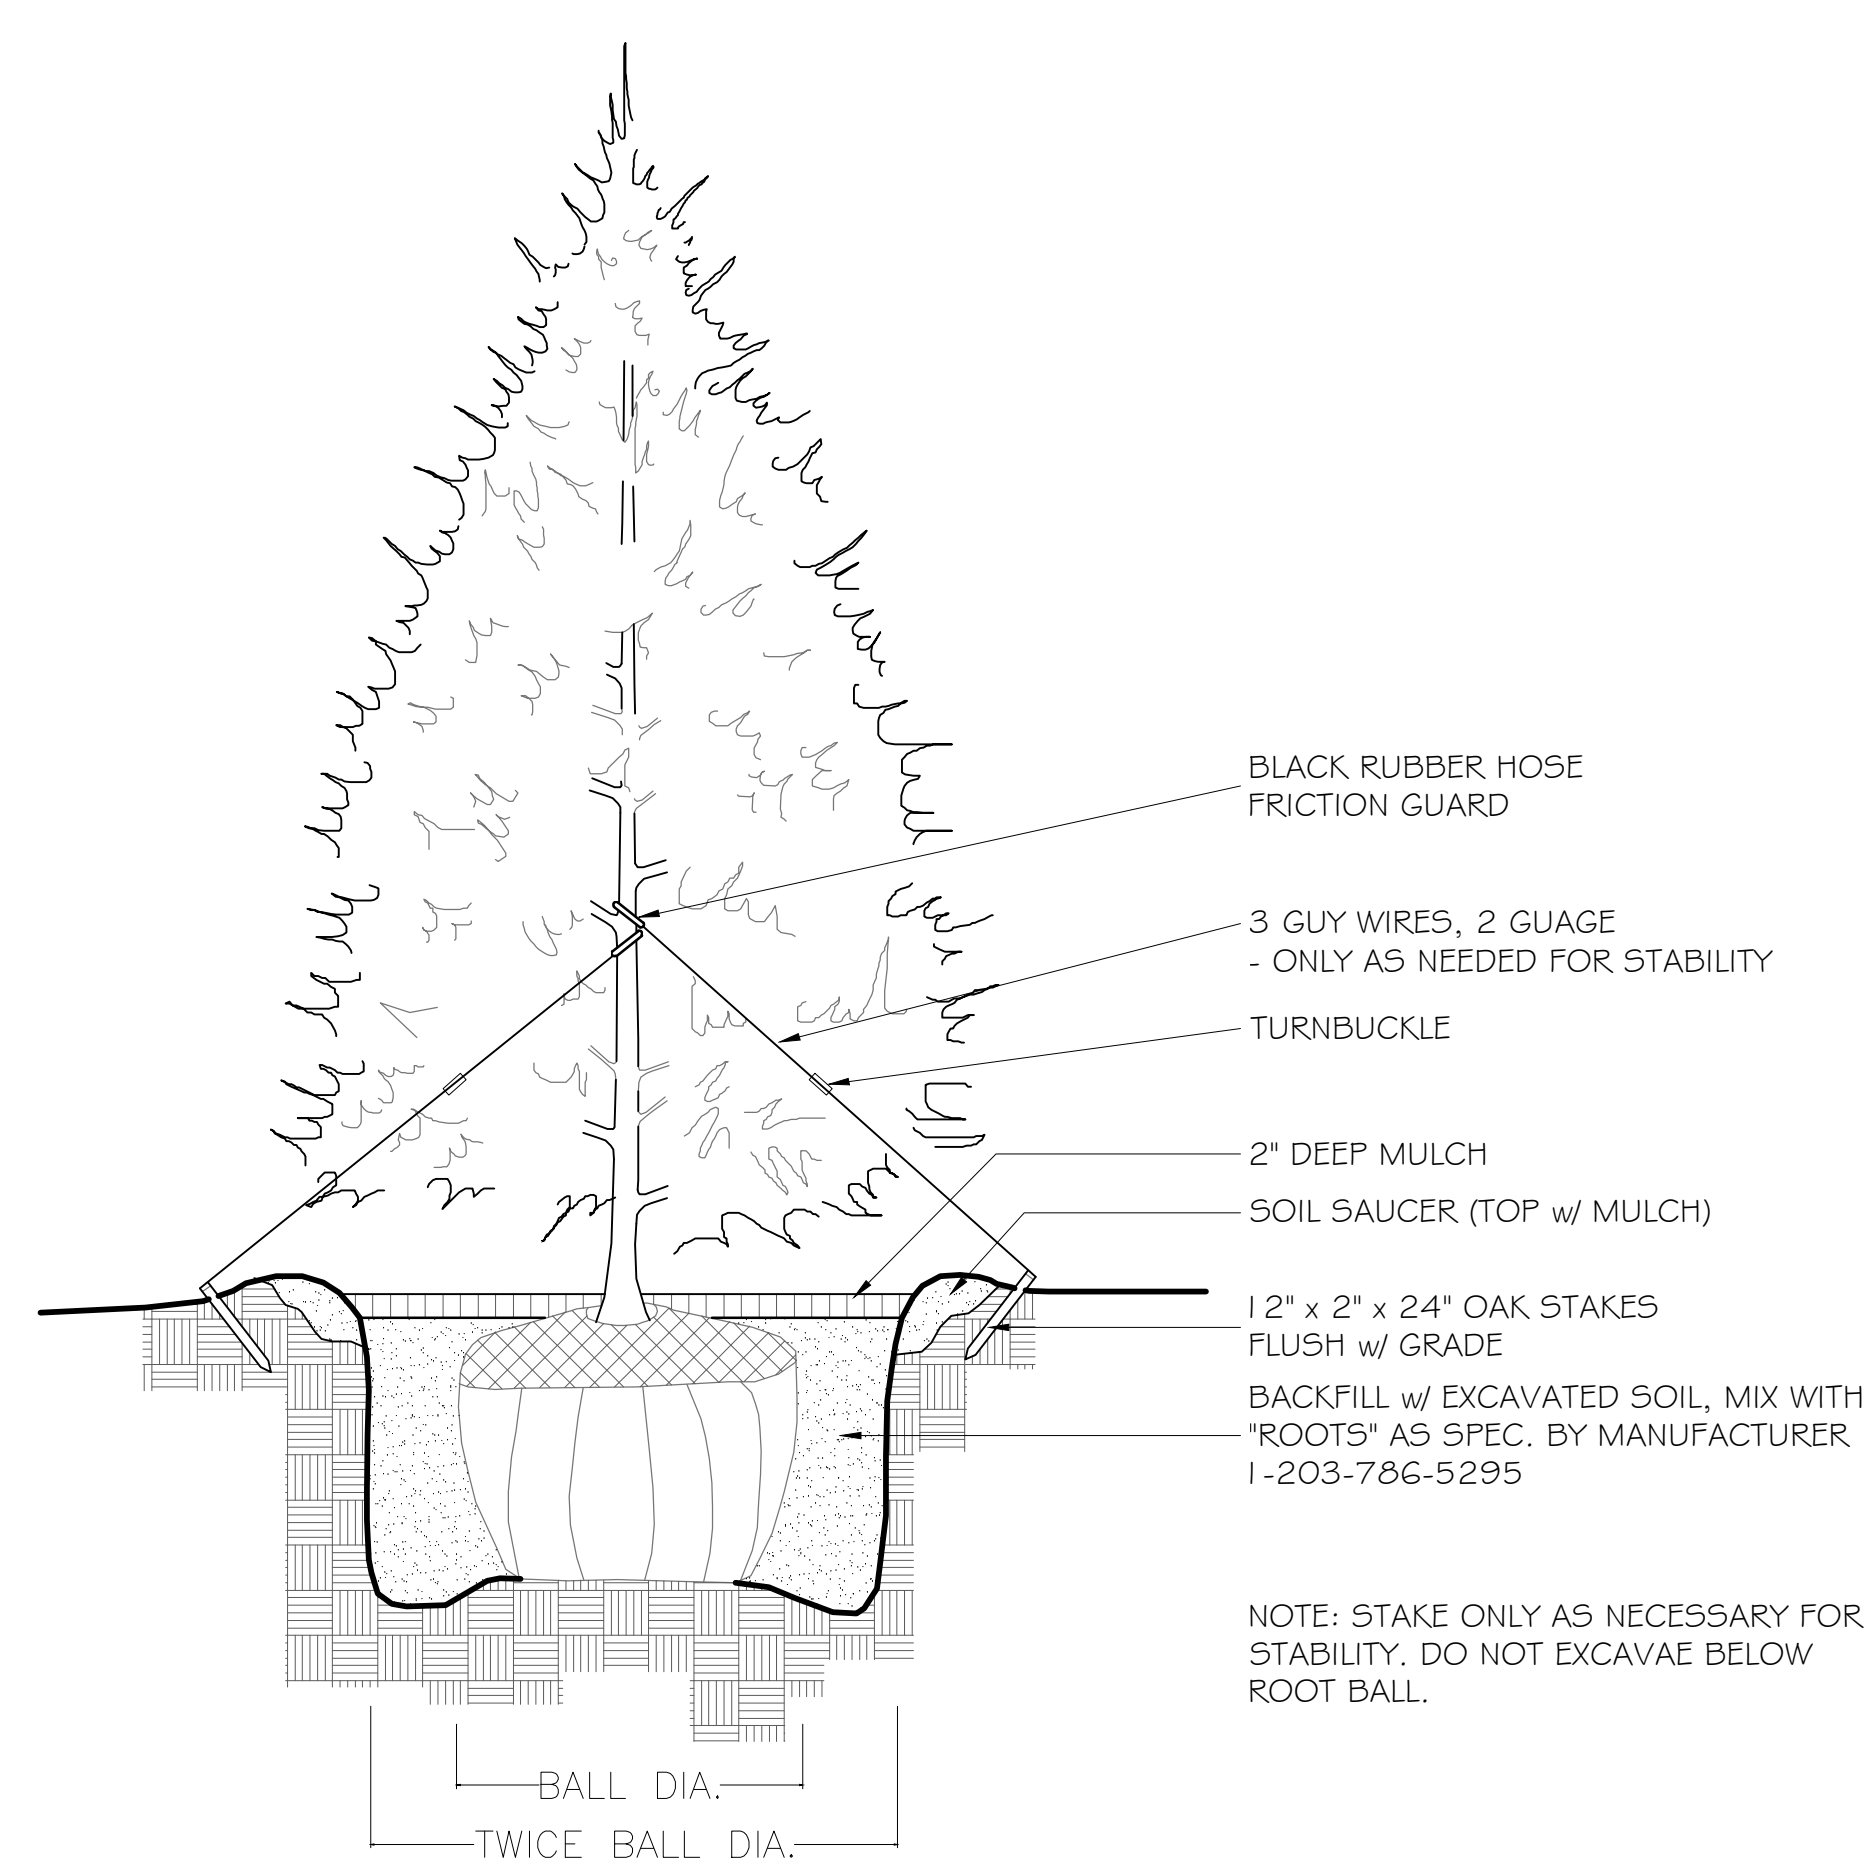 BLACK RUBBER HOSE
FRICTION GUARD
3 GUY WIRES, 2 GUAGE
- ONLY AS NEEDED FOR STABILITY
TURNBUCKLE
2" DEEP MULCH
SOIL SAUCER (TOP w/ MULCH)
12" x 2" x 24" OAK STAKES
FLUSH w/ GRADE
BACKFILL w/ EXCAVATED SOIL, MIX WITH
"ROOTS" AS SPEC. BY MANUFACTURER
1-203-786-5295
NOTE: STAKE ONLY AS NECESSARY FOR
STABILITY. DO NOT EXCAVAE BELOW
ROOT BALL.
BALL DIA.
TWICE BALL DIA.